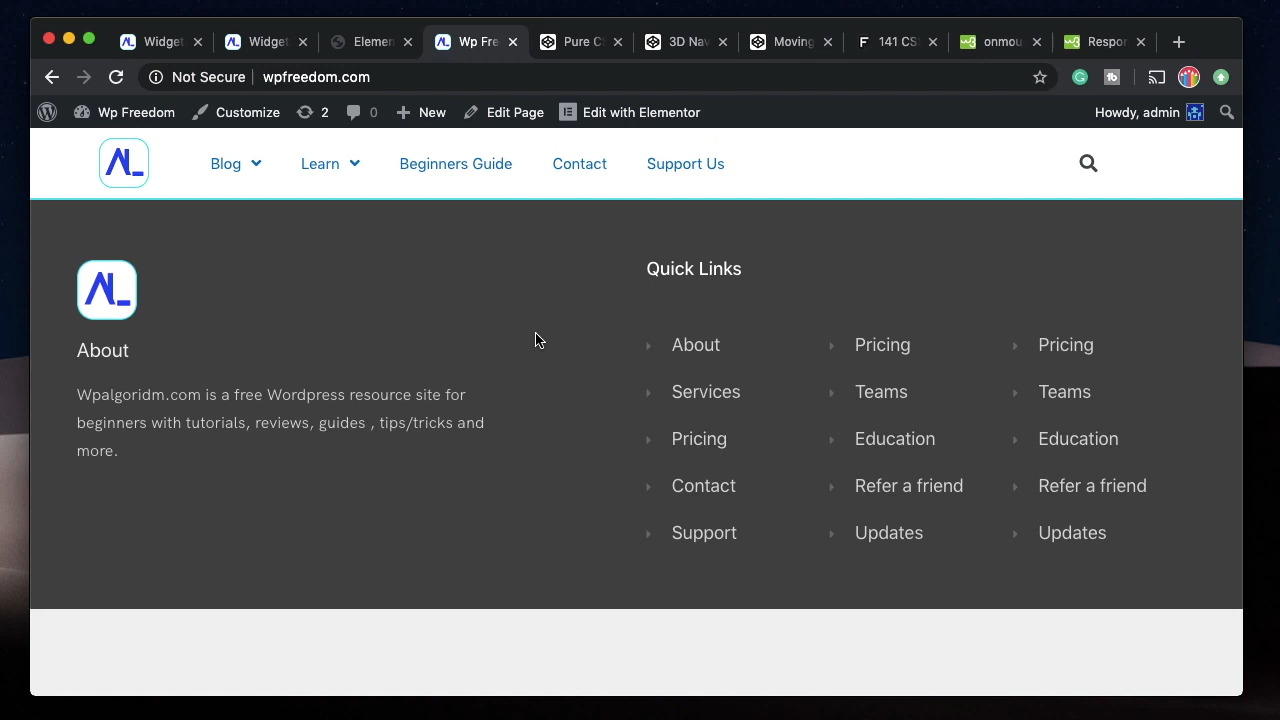 Widget
Widget
Elemen
Wp Fre
Pure C
3D Nav
Moving
141 CS
onmou
Respor
Not Secure
wpfreedom.com
Wp Freedom
Customize
2
0
New
Edit Page
Edit with Elementor
Howdy, admin
Blog
Learn
Beginners Guide
Contact
Support Us
About
Wpalgoridm.com is a free Wordpress resource site for
beginners with tutorials, reviews, guides , tips/tricks and
more.
Quick Links
About
Services
Pricing
Contact
Support
Pricing
Teams
Education
Refer a friend
Updates
Pricing
Teams
Education
Refer a friend
Updates